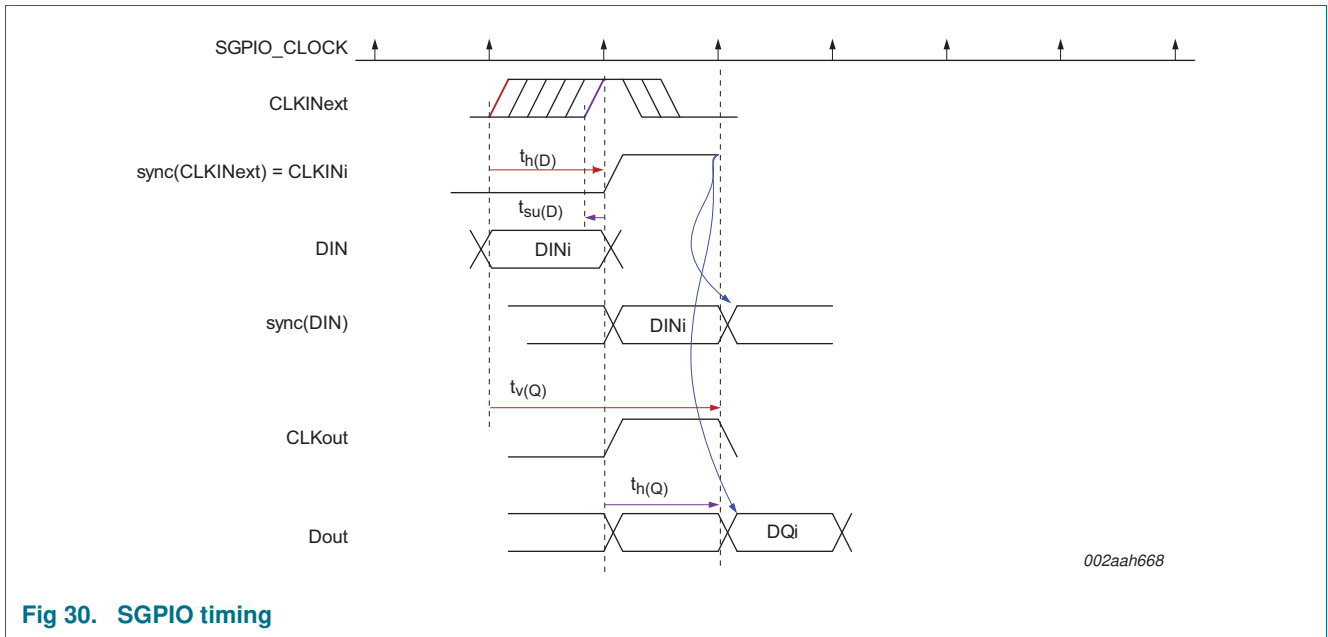 SGPIO_CLOCK
CLKINext
sync(CLKINext) = CLKINi
th(D)
tsu(D)
DIN
DINi
sync(DIN)
DINi
tv(Q)
CLKout
th(Q)
Dout
DQi
002aah668
Fig 30. SGPIO timing